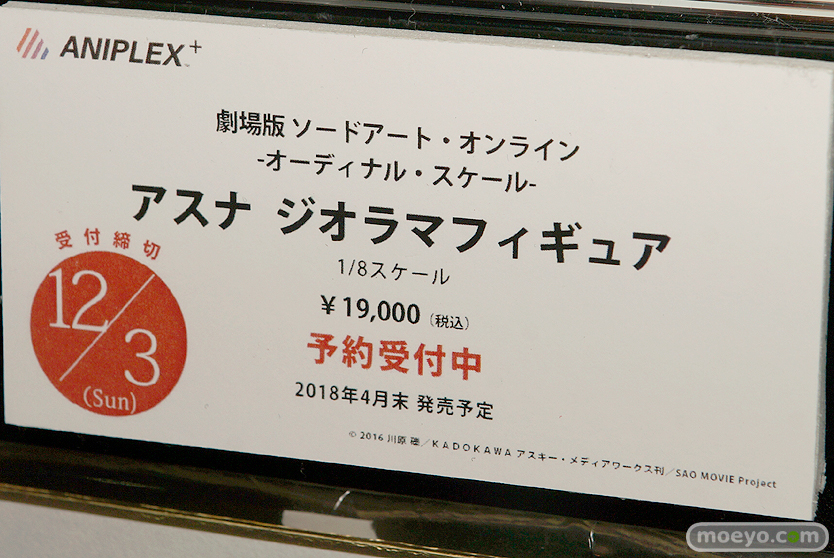 ANIPLEX+
劇場版 ソードアート・オンライン
-オーディナル・スケール-
アスナ ジオラマフィギュア
1/8スケール
¥19,000（税込）
予約受付中
2018年4月末 発売予定
受付締切
12/3
(Sun)
© 2016 川原 礫／KADOKAWA アスキー・メディアワークス刊／SAO MOVIE Project
moeyo.com